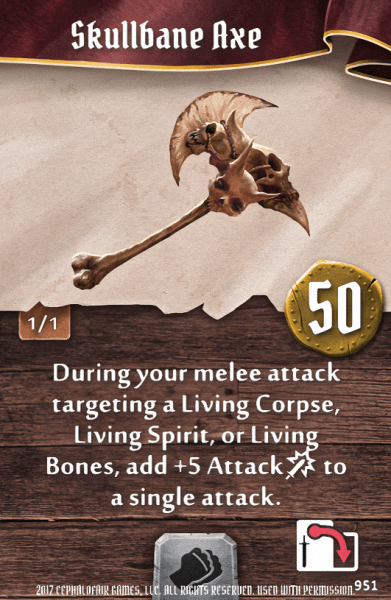 Skullbane Axe
50
1/1
During your melee attack
targeting a Living Corpse,
Living Spirit, or Living
Bones, add +5 Attack to
a single attack.
2017 CEPHALOFAIR GAMES, LLC. ALL RIGHTS RESERVED. USED WITH PERMISSION. 951